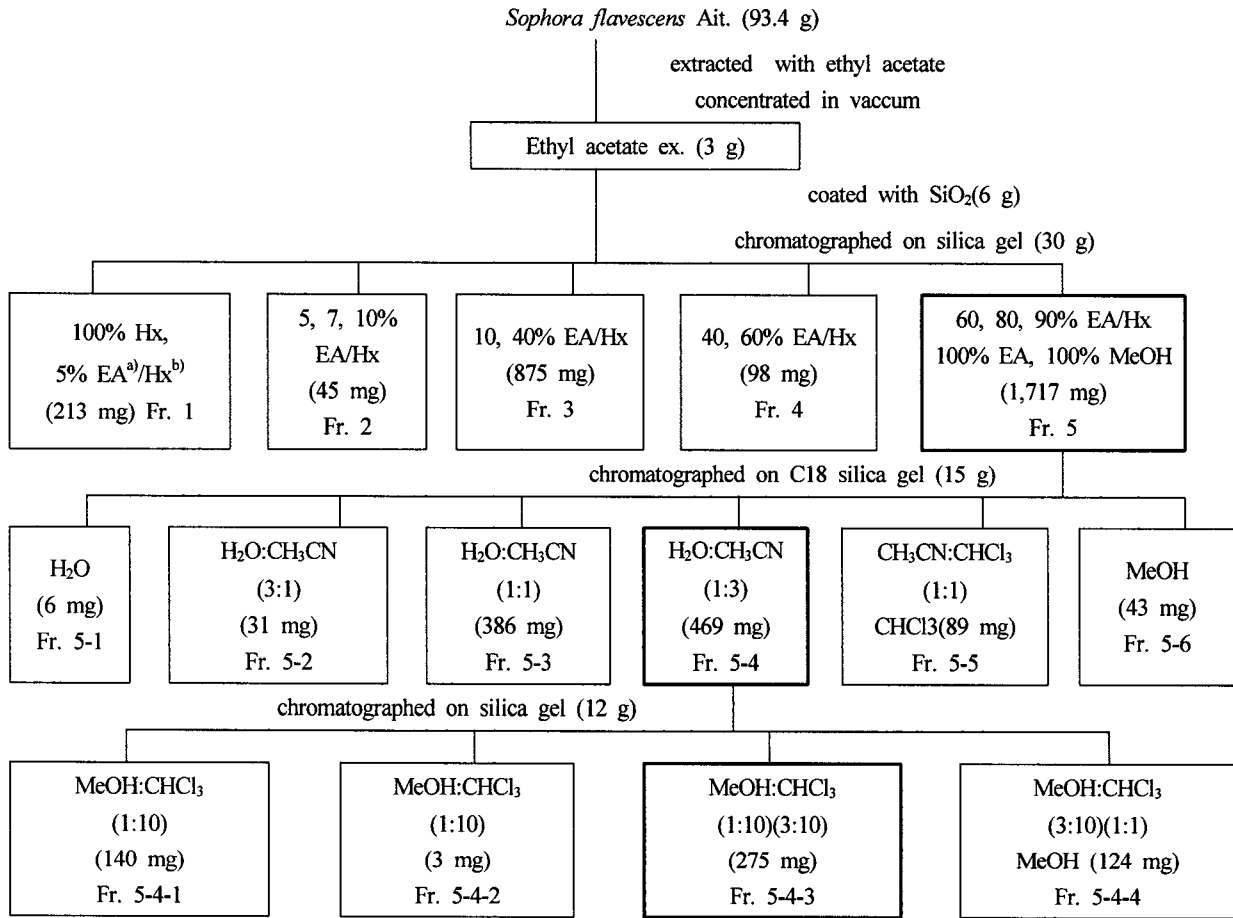 Sophora flavescens Ait. (93.4 g)
extracted with ethyl acetate
concentrated in vaccum
Ethyl acetate ex. (3 g)
coated with SiO₂(6 g)
chromatographed on silica gel (30 g)
100% Hx,
5% EAᵃ⁾/Hxᵇ⁾
(213 mg) Fr. 1
5, 7, 10%
EA/Hx
(45 mg)
Fr. 2
10, 40% EA/Hx
(875 mg)
Fr. 3
40, 60% EA/Hx
(98 mg)
Fr. 4
60, 80, 90% EA/Hx
100% EA, 100% MeOH
(1,717 mg)
Fr. 5
chromatographed on C18 silica gel (15 g)
H₂O
(6 mg)
Fr. 5-1
H₂O:CH₃CN
(3:1)
(31 mg)
Fr. 5-2
H₂O:CH₃CN
(1:1)
(386 mg)
Fr. 5-3
H₂O:CH₃CN
(1:3)
(469 mg)
Fr. 5-4
CH₃CN:CHCl₃
(1:1)
CHCl3(89 mg)
Fr. 5-5
MeOH
(43 mg)
Fr. 5-6
chromatographed on silica gel (12 g)
MeOH:CHCl₃
(1:10)
(140 mg)
Fr. 5-4-1
MeOH:CHCl₃
(1:10)
(3 mg)
Fr. 5-4-2
MeOH:CHCl₃
(1:10)(3:10)
(275 mg)
Fr. 5-4-3
MeOH:CHCl₃
(3:10)(1:1)
MeOH (124 mg)
Fr. 5-4-4